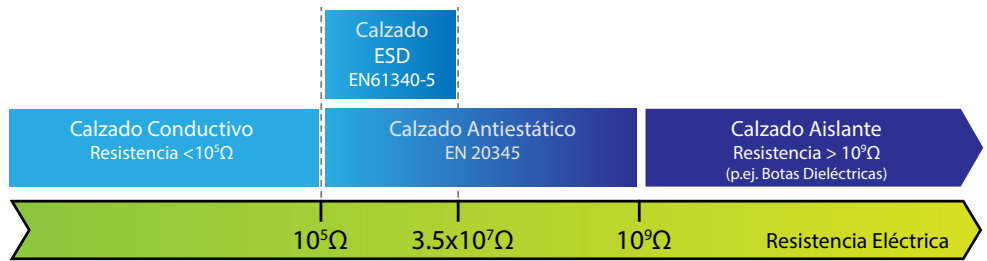 Calzado
ESD
EN61340-5
Calzado Conductivo
Resistencia <10⁵Ω
Calzado Antiestático
EN 20345
Calzado Aislante
Resistencia > 10⁹Ω
(p.ej. Botas Dieléctricas)
10⁵Ω
3.5x10⁷Ω
10⁹Ω
Resistencia Eléctrica